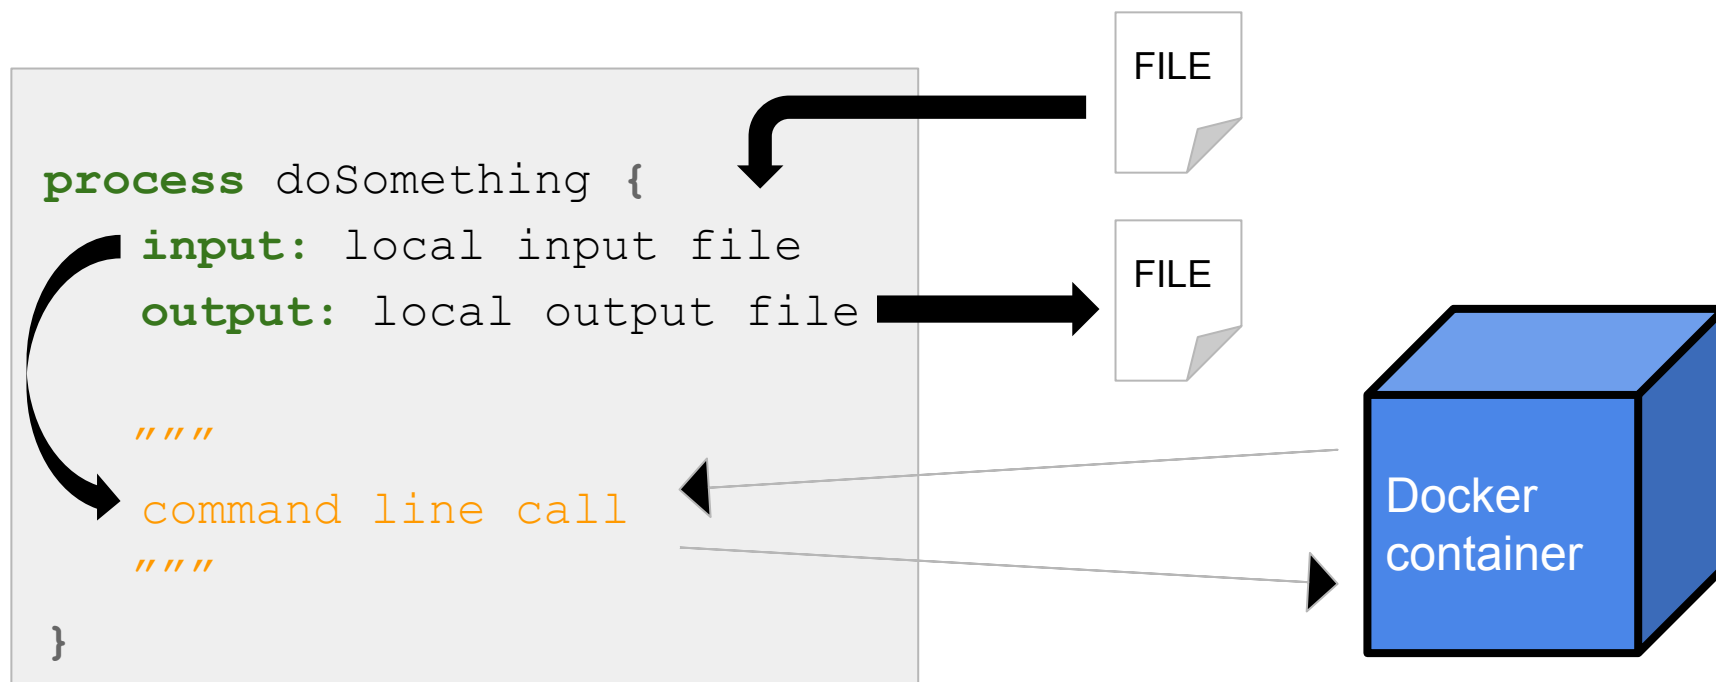 FILE
process doSomething {
input: local input file
FILE
output: local output file
"""
command line call
"""
}
Docker
container